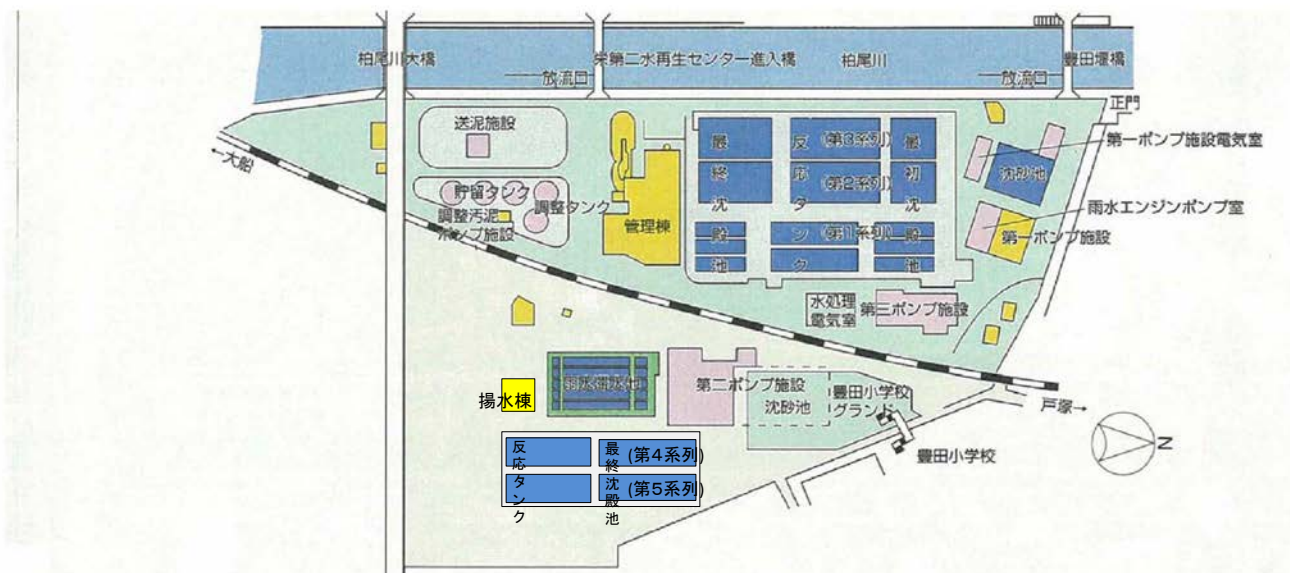 柏尾川大橋
栄第二水再生センター進入橋
柏尾川
豊田堰橋
放流口
放流口
正門
送泥施設
最終沈殿池
反応タンク
(第3系列)
(第2系列)
(第1系列)
最初沈殿池
第一ポンプ施設電気室
沈砂池
←大船
貯留タンク
調整タンク
調整汚泥
ポンプ施設
管理棟
雨水エンジンポンプ室
第一ポンプ施設
水処理
電気室
第三ポンプ施設
雨水滞水池
第二ポンプ施設
沈砂池
豊田小学校
グランド
揚水棟
戸塚→
N
豊田小学校
反応タンク
最終沈殿池
(第4系列)
(第5系列)